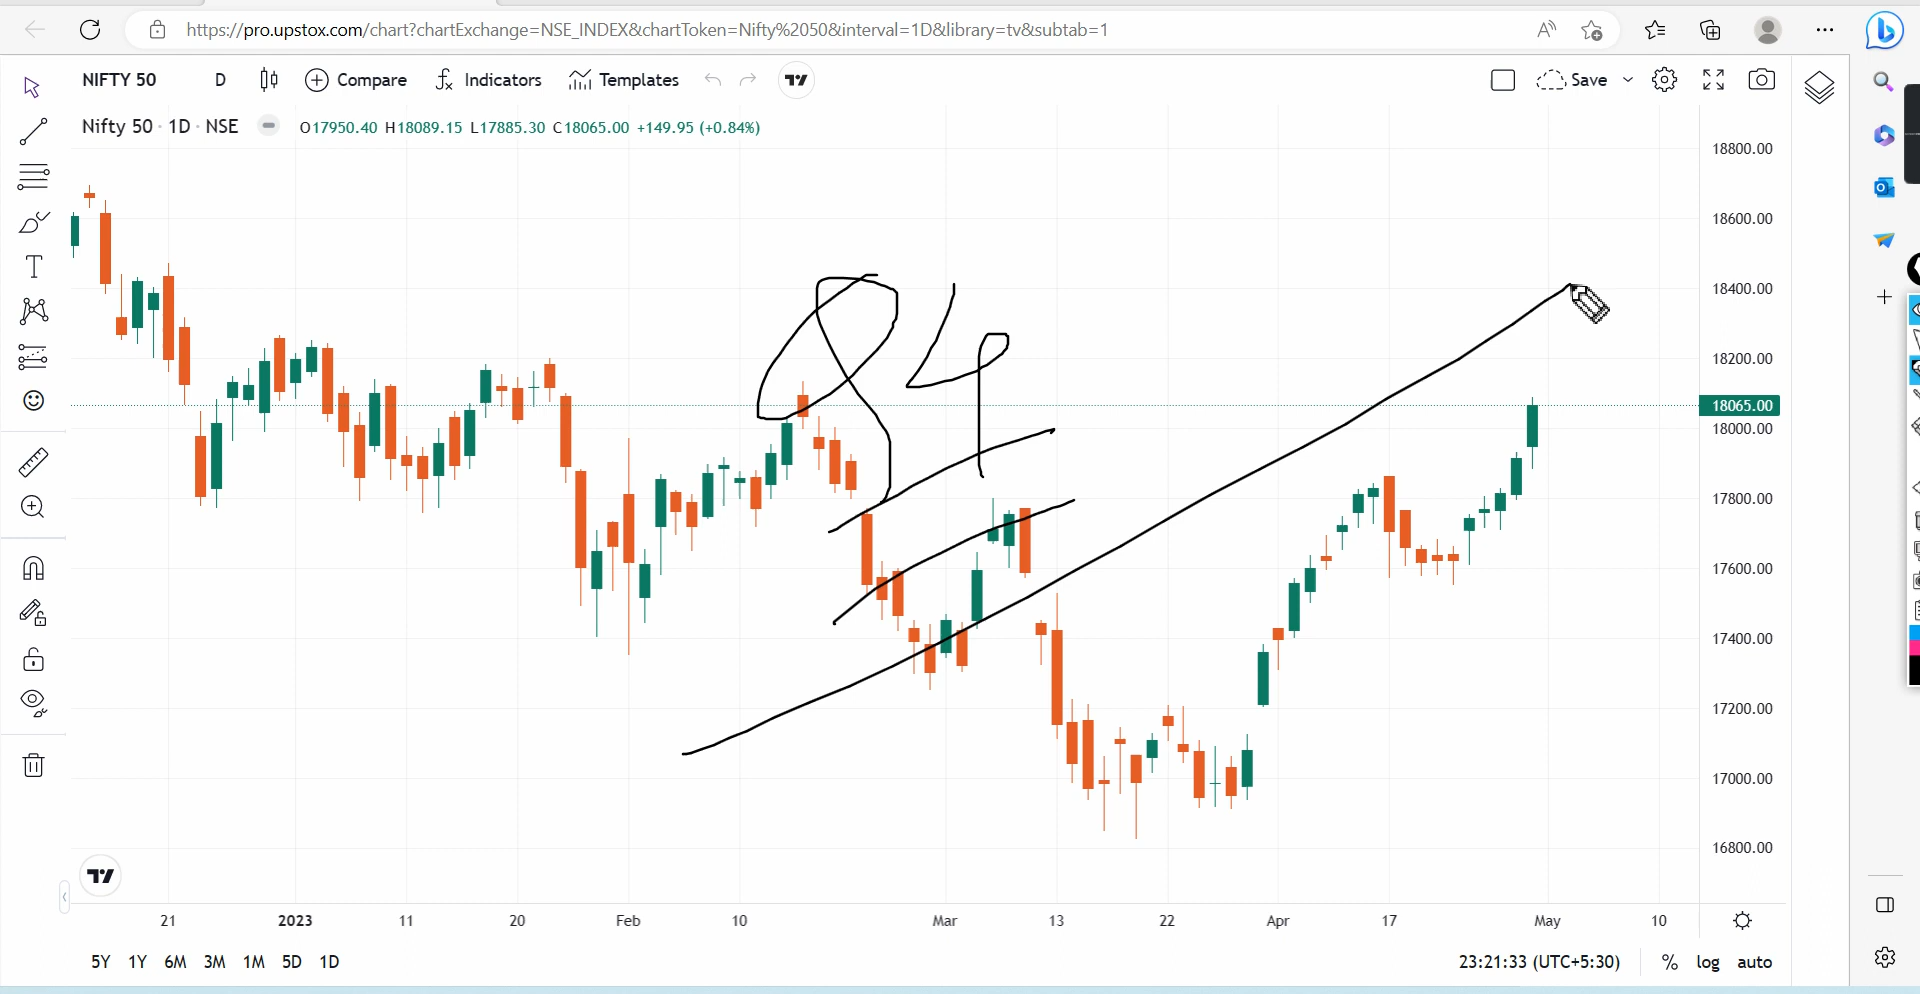 https://pro.upstox.com/chart?chartExchange=NSE_INDEX&chartToken=Nifty%2050&interval=1D&library=tv&subtab=1
NIFTY 50 D Compare Indicators Templates Save
Nifty 50 · 1D · NSE O17950.40 H18089.15 L17885.30 C18065.00 +149.95 (+0.84%)
18800.00
18600.00
18400.00
84
18200.00
18065.00
18000.00
17800.00
17600.00
17400.00
17200.00
17000.00
16800.00
21 2023 11 20 Feb 10 Mar 13 22 Apr 17 May 10
5Y 1Y 6M 3M 1M 5D 1D 23:21:33 (UTC+5:30) % log auto